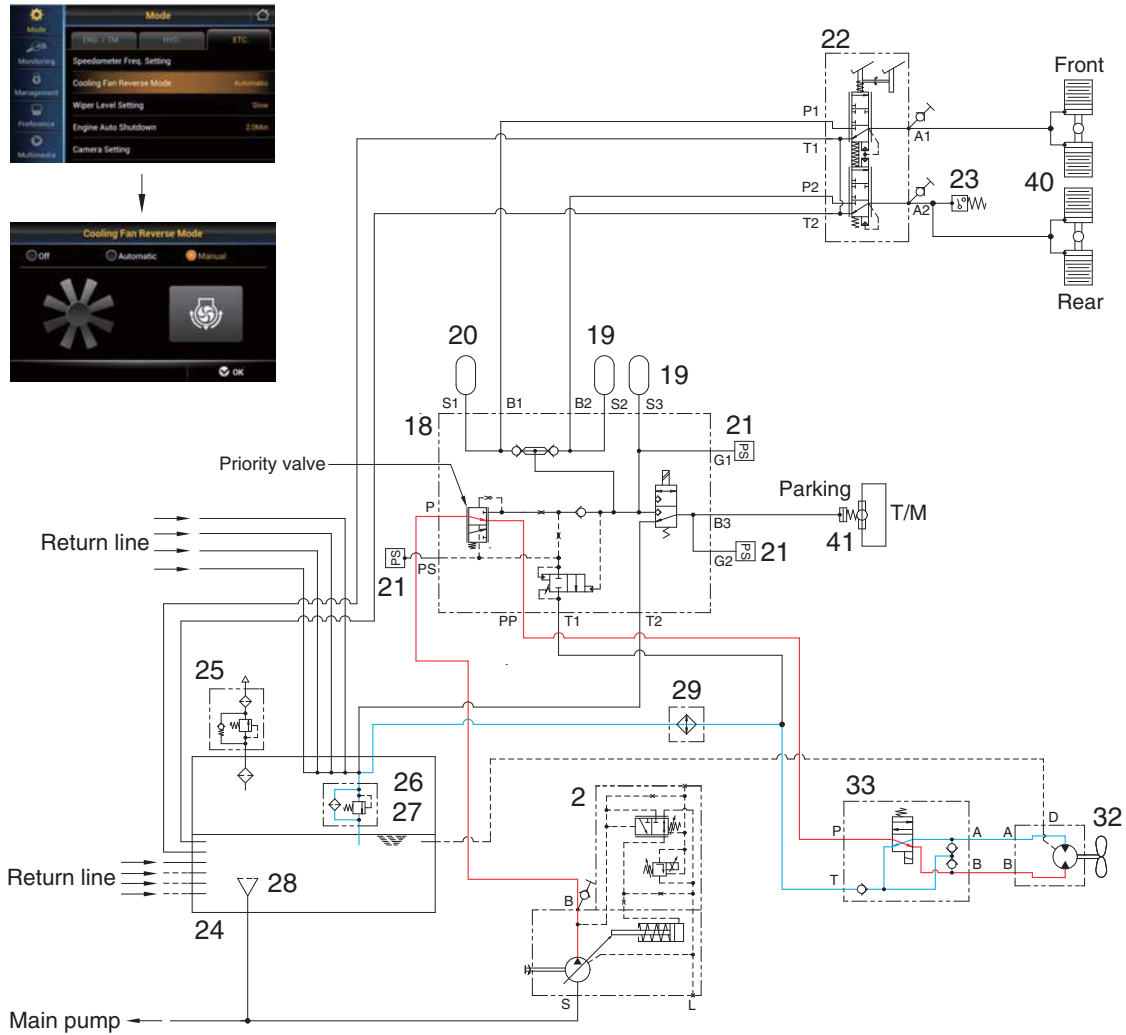 Mode
Mode
ENG. / TM
HYD.
ETC.
Monitoring
Management
Preference
Multimedia
Speedometer Freq. Setting
Cooling Fan Reverse Mode
Automatic
Wiper Level Setting
Slow
Engine Auto Shutdown
2.0Min
Camera Setting
Cooling Fan Reverse Mode
Off
Automatic
Manual
OK
22
P1
T1
P2
T2
A1
A2
23
Front
40
Rear
20
19
19
S1
B1
B2
S2
S3
18
21
PS
G1
Priority valve
P
Parking
T/M
B3
41
PS
G2
21
PS
PS
21
PP
T1
T2
Return line
25
29
26
27
2
33
32
D
P
A
A
B
B
T
Return line
28
24
B
S
L
Main pump